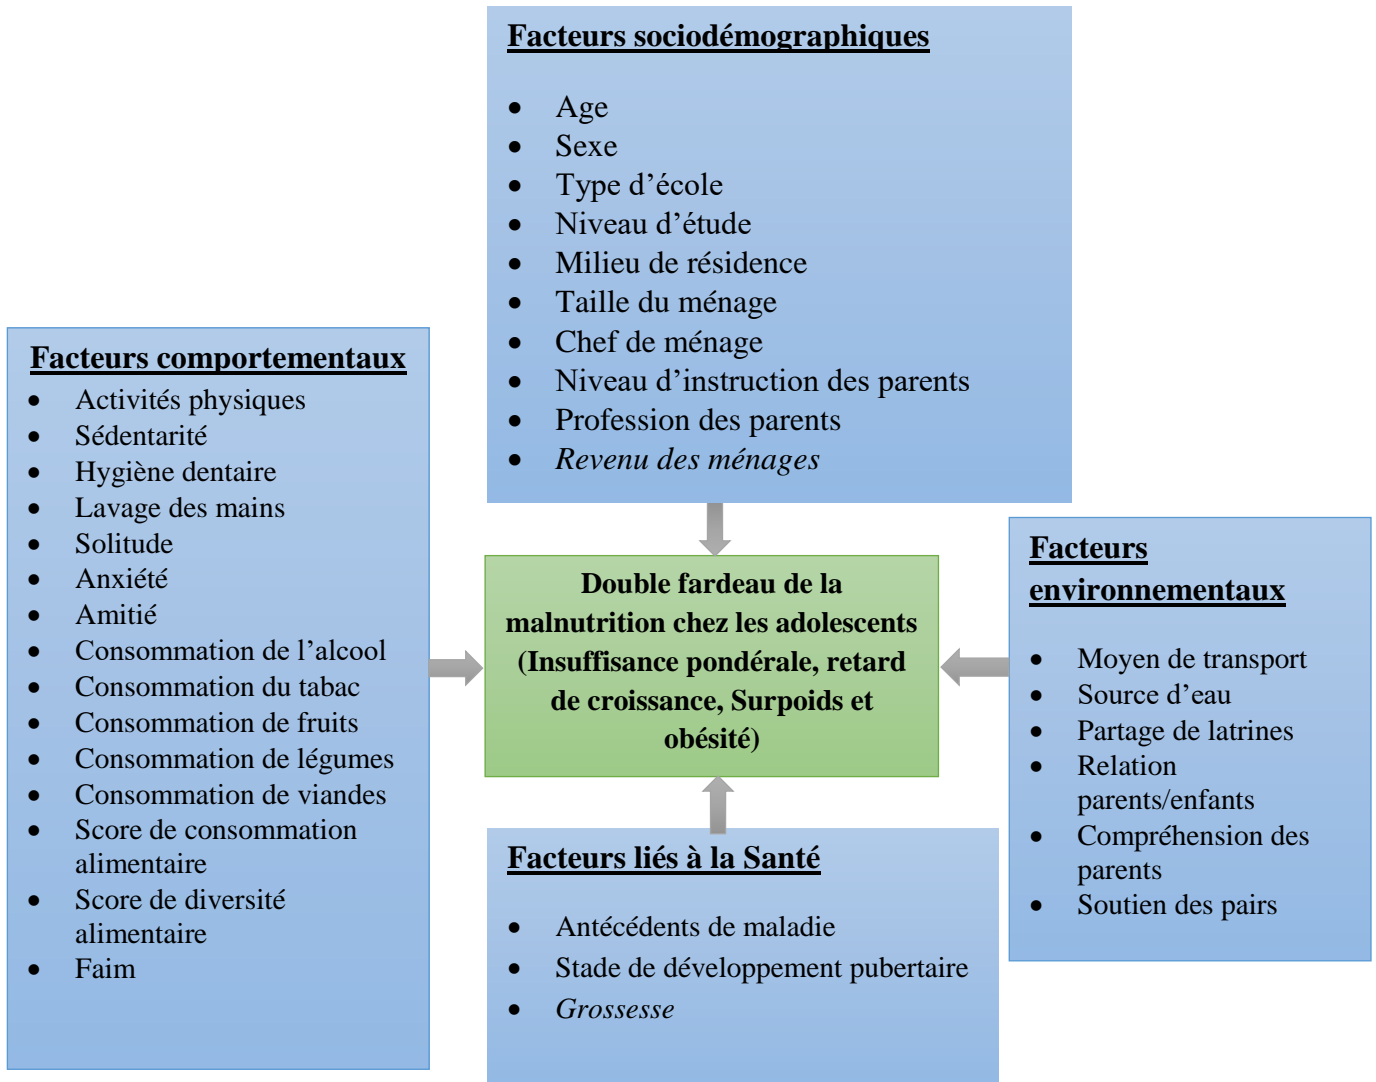 Facteurs sociodémographiques
• Age
• Sexe
• Type d’école
• Niveau d’étude
• Milieu de résidence
• Taille du ménage
• Chef de ménage
• Niveau d’instruction des parents
• Profession des parents
• Revenu des ménages
Facteurs comportementaux
• Activités physiques
• Sédentarité
• Hygiène dentaire
• Lavage des mains
• Solitude
• Anxiété
• Amitié
• Consommation de l’alcool
• Consommation du tabac
• Consommation de fruits
• Consommation de légumes
• Consommation de viandes
• Score de consommation
alimentaire
• Score de diversité
alimentaire
• Faim
Double fardeau de la
malnutrition chez les adolescents
(Insuffisance pondérale, retard
de croissance, Surpoids et
obésité)
Facteurs
environnementaux
• Moyen de transport
• Source d’eau
• Partage de latrines
• Relation
parents/enfants
• Compréhension des
parents
• Soutien des pairs
Facteurs liés à la Santé
• Antécédents de maladie
• Stade de développement pubertaire
• Grossesse